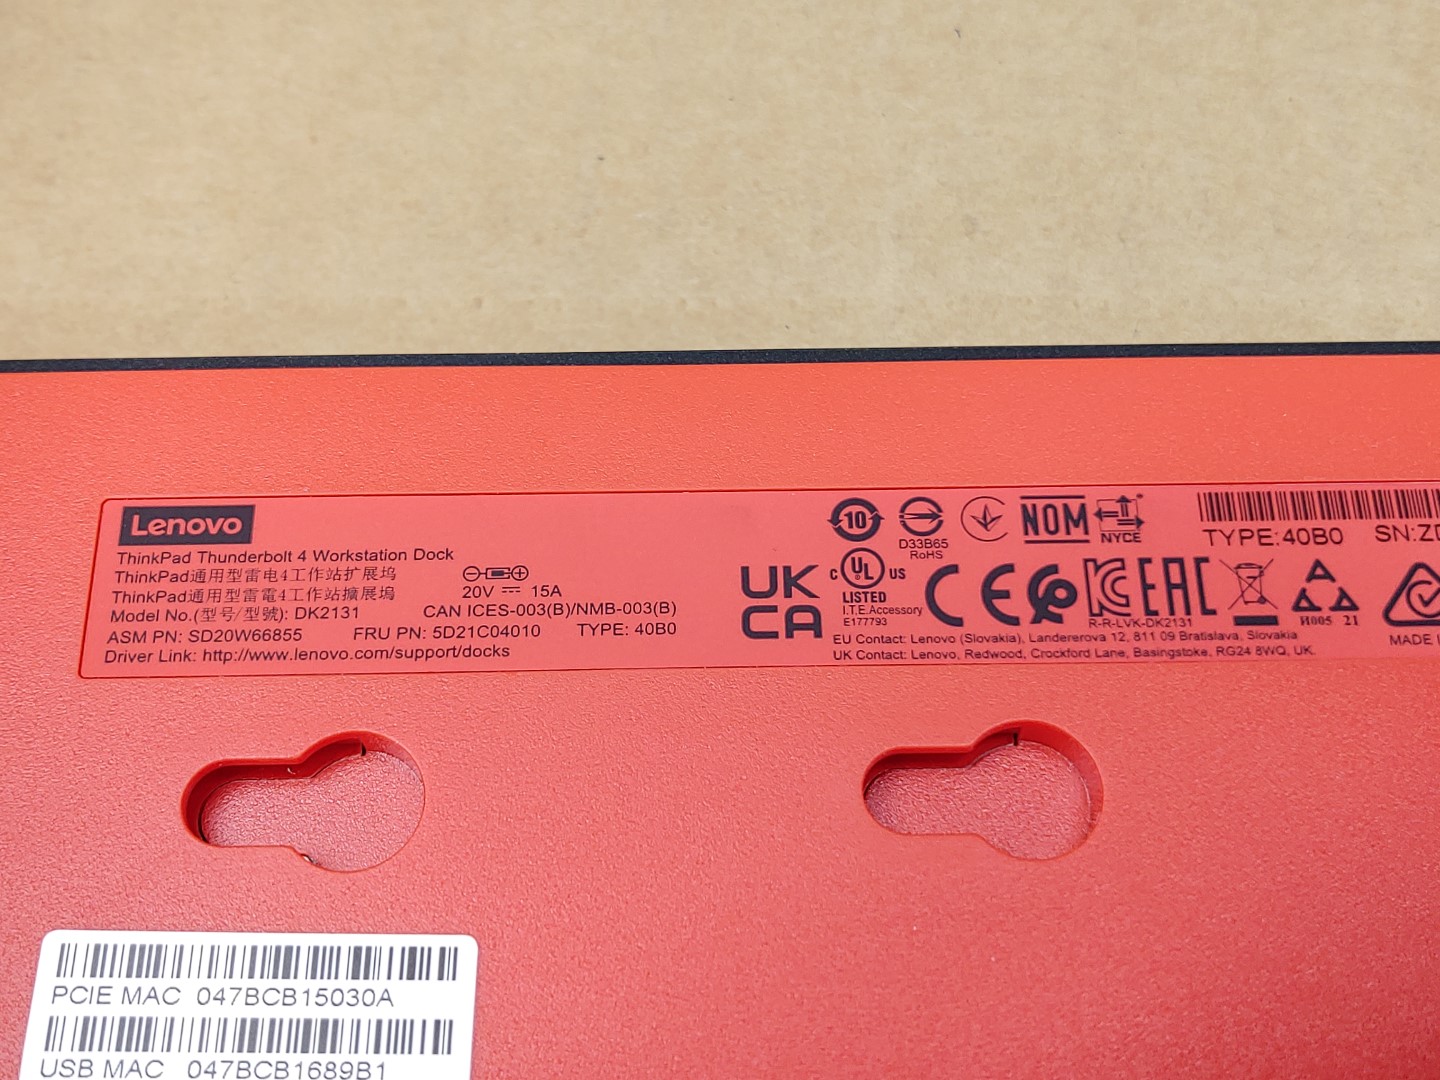 Lenovo
ThinkPad Thunderbolt 4 Workstation Dock
ThinkPad通用型雷电4工作站扩展坞
ThinkPad通用型雷電4工作站擴展塢
20V ⎓ 15A
Model No.(型号/型號): DK2131
CAN ICES-003(B)/NMB-003(B)
ASM PN: SD20W66855 FRU PN: 5D21C04010 TYPE: 40B0
Driver Link: http://www.lenovo.com/support/docks
UK
CA
10
D33B65
RoHS
NOM
NYCE
C UL US
LISTED
I.T.E.Accessory
E177793
CE
EAC
R-R-LVK-DK2131
H005 21
EU Contact: Lenovo (Slovakia), Landererova 12, 811 09 Bratislava, Slovakia
UK Contact: Lenovo, Redwood, Crockford Lane, Basingstoke, RG24 8WQ, UK.
TYPE:40B0 SN:
MADE
PCIE MAC 047BCB15030A
USB MAC 047BCB1689B1